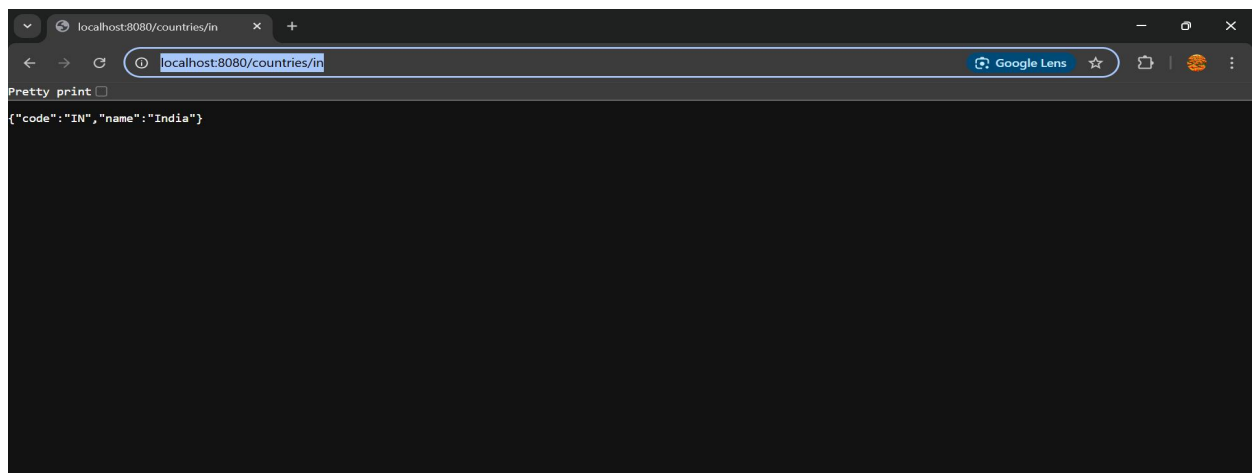 localhost:8080/countries/in
localhost:8080/countries/in
Google Lens
Pretty print
{"code":"IN","name":"India"}